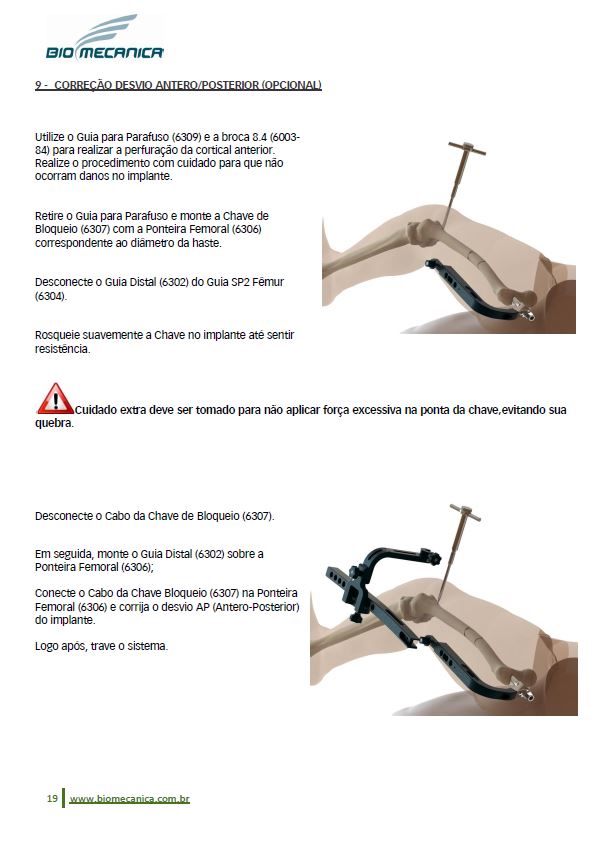 BIOMECANICA
9 - CORREÇÃO DESVIO ANTERO/POSTERIOR (OPCIONAL)
Utilize o Guia para Parafuso (6309) e a broca 8.4 (6003-
84) para realizar a perfuração da cortical anterior.
Realize o procedimento com cuidado para que não
ocorram danos no implante.
Retire o Guia para Parafuso e monte a Chave de
Bloqueio (6307) com a Ponteira Femoral (6306)
correspondente ao diâmetro da haste.
Desconecte o Guia Distal (6302) do Guia SP2 Fêmur
(6304).
Rosqueie suavemente a Chave no implante até sentir
resistência.
Cuidado extra deve ser tomado para não aplicar força excessiva na ponta da chave,evitando sua
quebra.
Desconecte o Cabo da Chave de Bloqueio (6307).
Em seguida, monte o Guia Distal (6302) sobre a
Ponteira Femoral (6306);
Conecte o Cabo da Chave Bloqueio (6307) na Ponteira
Femoral (6306) e corrija o desvio AP (Antero-Posterior)
do implante.
Logo após, trave o sistema.
19 www.biomecanica.com.br